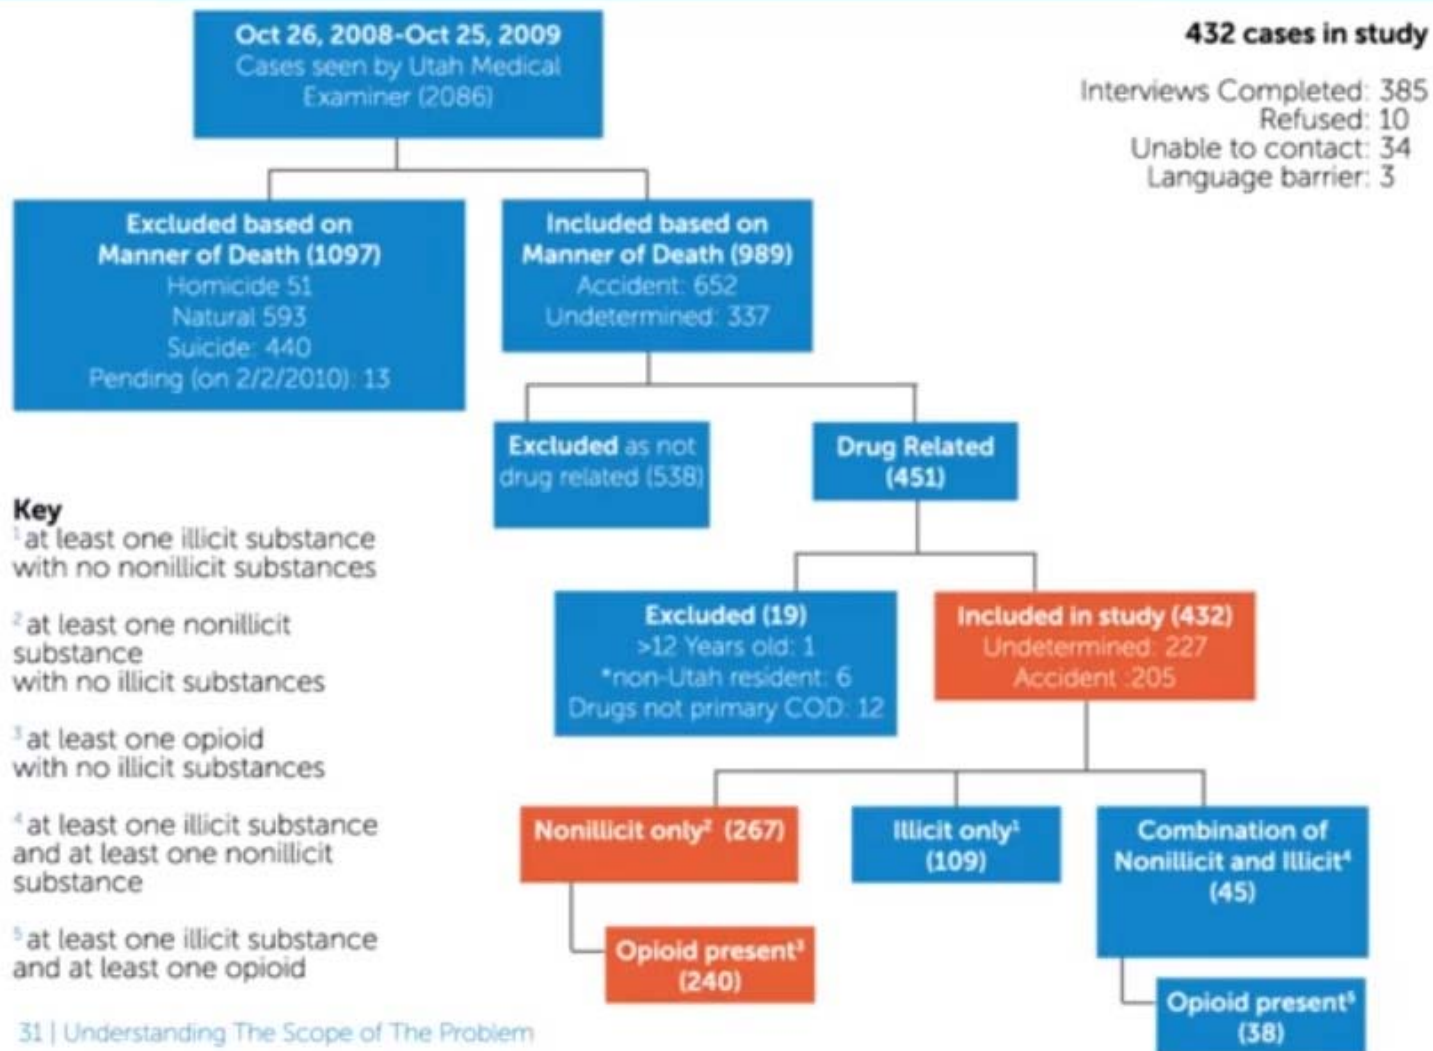 Oct 26, 2008-Oct 25, 2009
Cases seen by Utah Medical
Examiner (2086)
432 cases in study
Interviews Completed: 385
Refused: 10
Unable to contact: 34
Language barrier: 3
Excluded based on
Manner of Death (1097)
Homicide 51
Natural 593
Suicide: 440
Pending (on 2/2/2010): 13
Included based on
Manner of Death (989)
Accident: 652
Undetermined: 337
Excluded as not
drug related (538)
Drug Related
(451)
Key
¹ at least one illicit substance
with no nonillicit substances
² at least one nonillicit
substance
with no illicit substances
³ at least one opioid
with no illicit substances
⁴ at least one illicit substance
and at least one nonillicit
substance
⁵ at least one illicit substance
and at least one opioid
Excluded (19)
>12 Years old: 1
*non-Utah resident: 6
Drugs not primary COD: 12
Included in study (432)
Undetermined: 227
Accident :205
Nonillicit only² (267)
Illicit only¹
(109)
Combination of
Nonillicit and Illicit⁴
(45)
Opioid present³
(240)
Opioid present⁵
(38)
31 | Understanding The Scope of The Problem